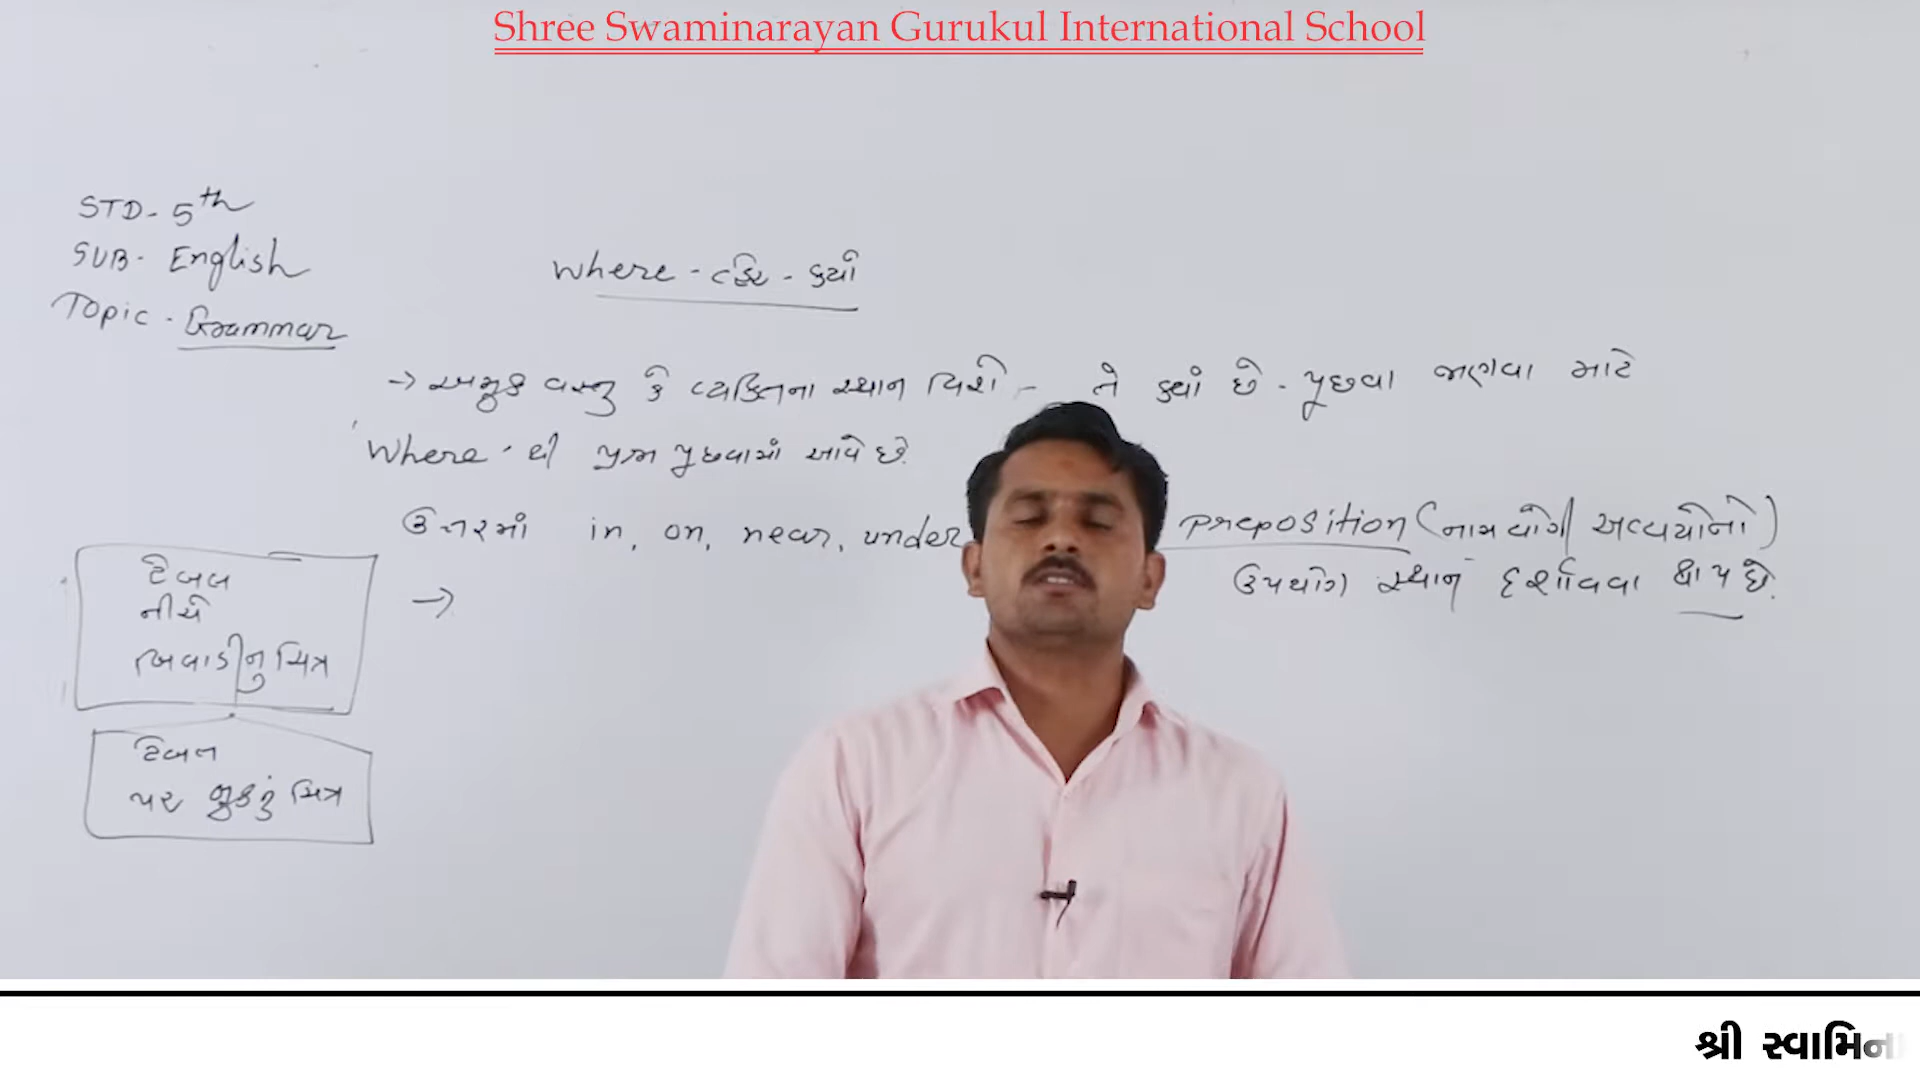 Shree Swaminarayan Gurukul International School
STD- 5th
SUB- English
Topic - Grammar
Where - વ્હેર - ક્યાં
→ અમુક વસ્તુ કે વ્યક્તિના સ્થાન વિશે - તે ક્યાં છે - પૂછવા જાણવા માટે
'Where' થી પ્રશ્ન પુછવામાં આવે છે.
ઉત્તરમાં in, on, near, under preposition (નામયોગી અવ્યયોનો)
→ ઉપયોગ સ્થાન દર્શાવવા થાય છે.
ટેબલ
નીચે
બિલાડીનુ ચિત્ર
ટેબલ
પર બુકનું ચિત્ર
શ્રી સ્વામિના